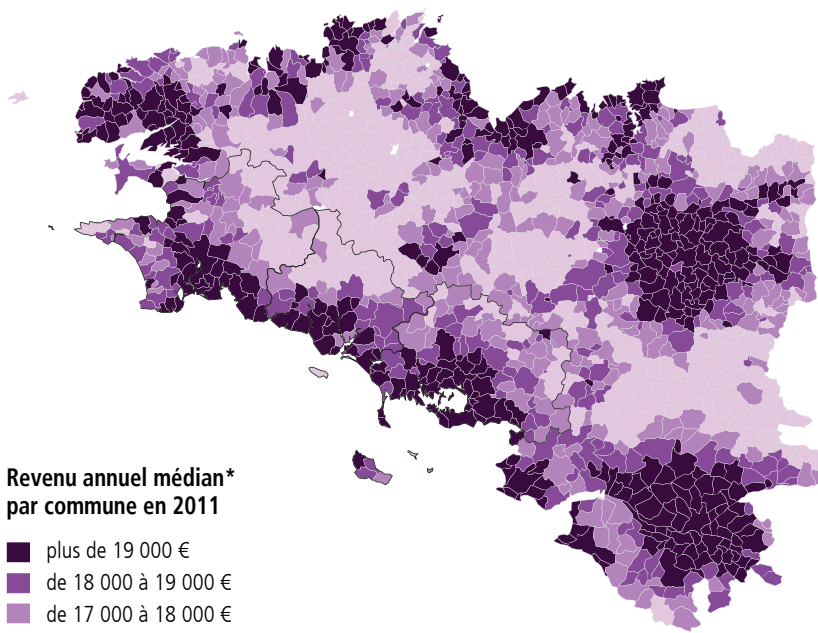 Revenu annuel médian*
par commune en 2011
plus de 19 000 €
de 18 000 à 19 000 €
de 17 000 à 18 000 €